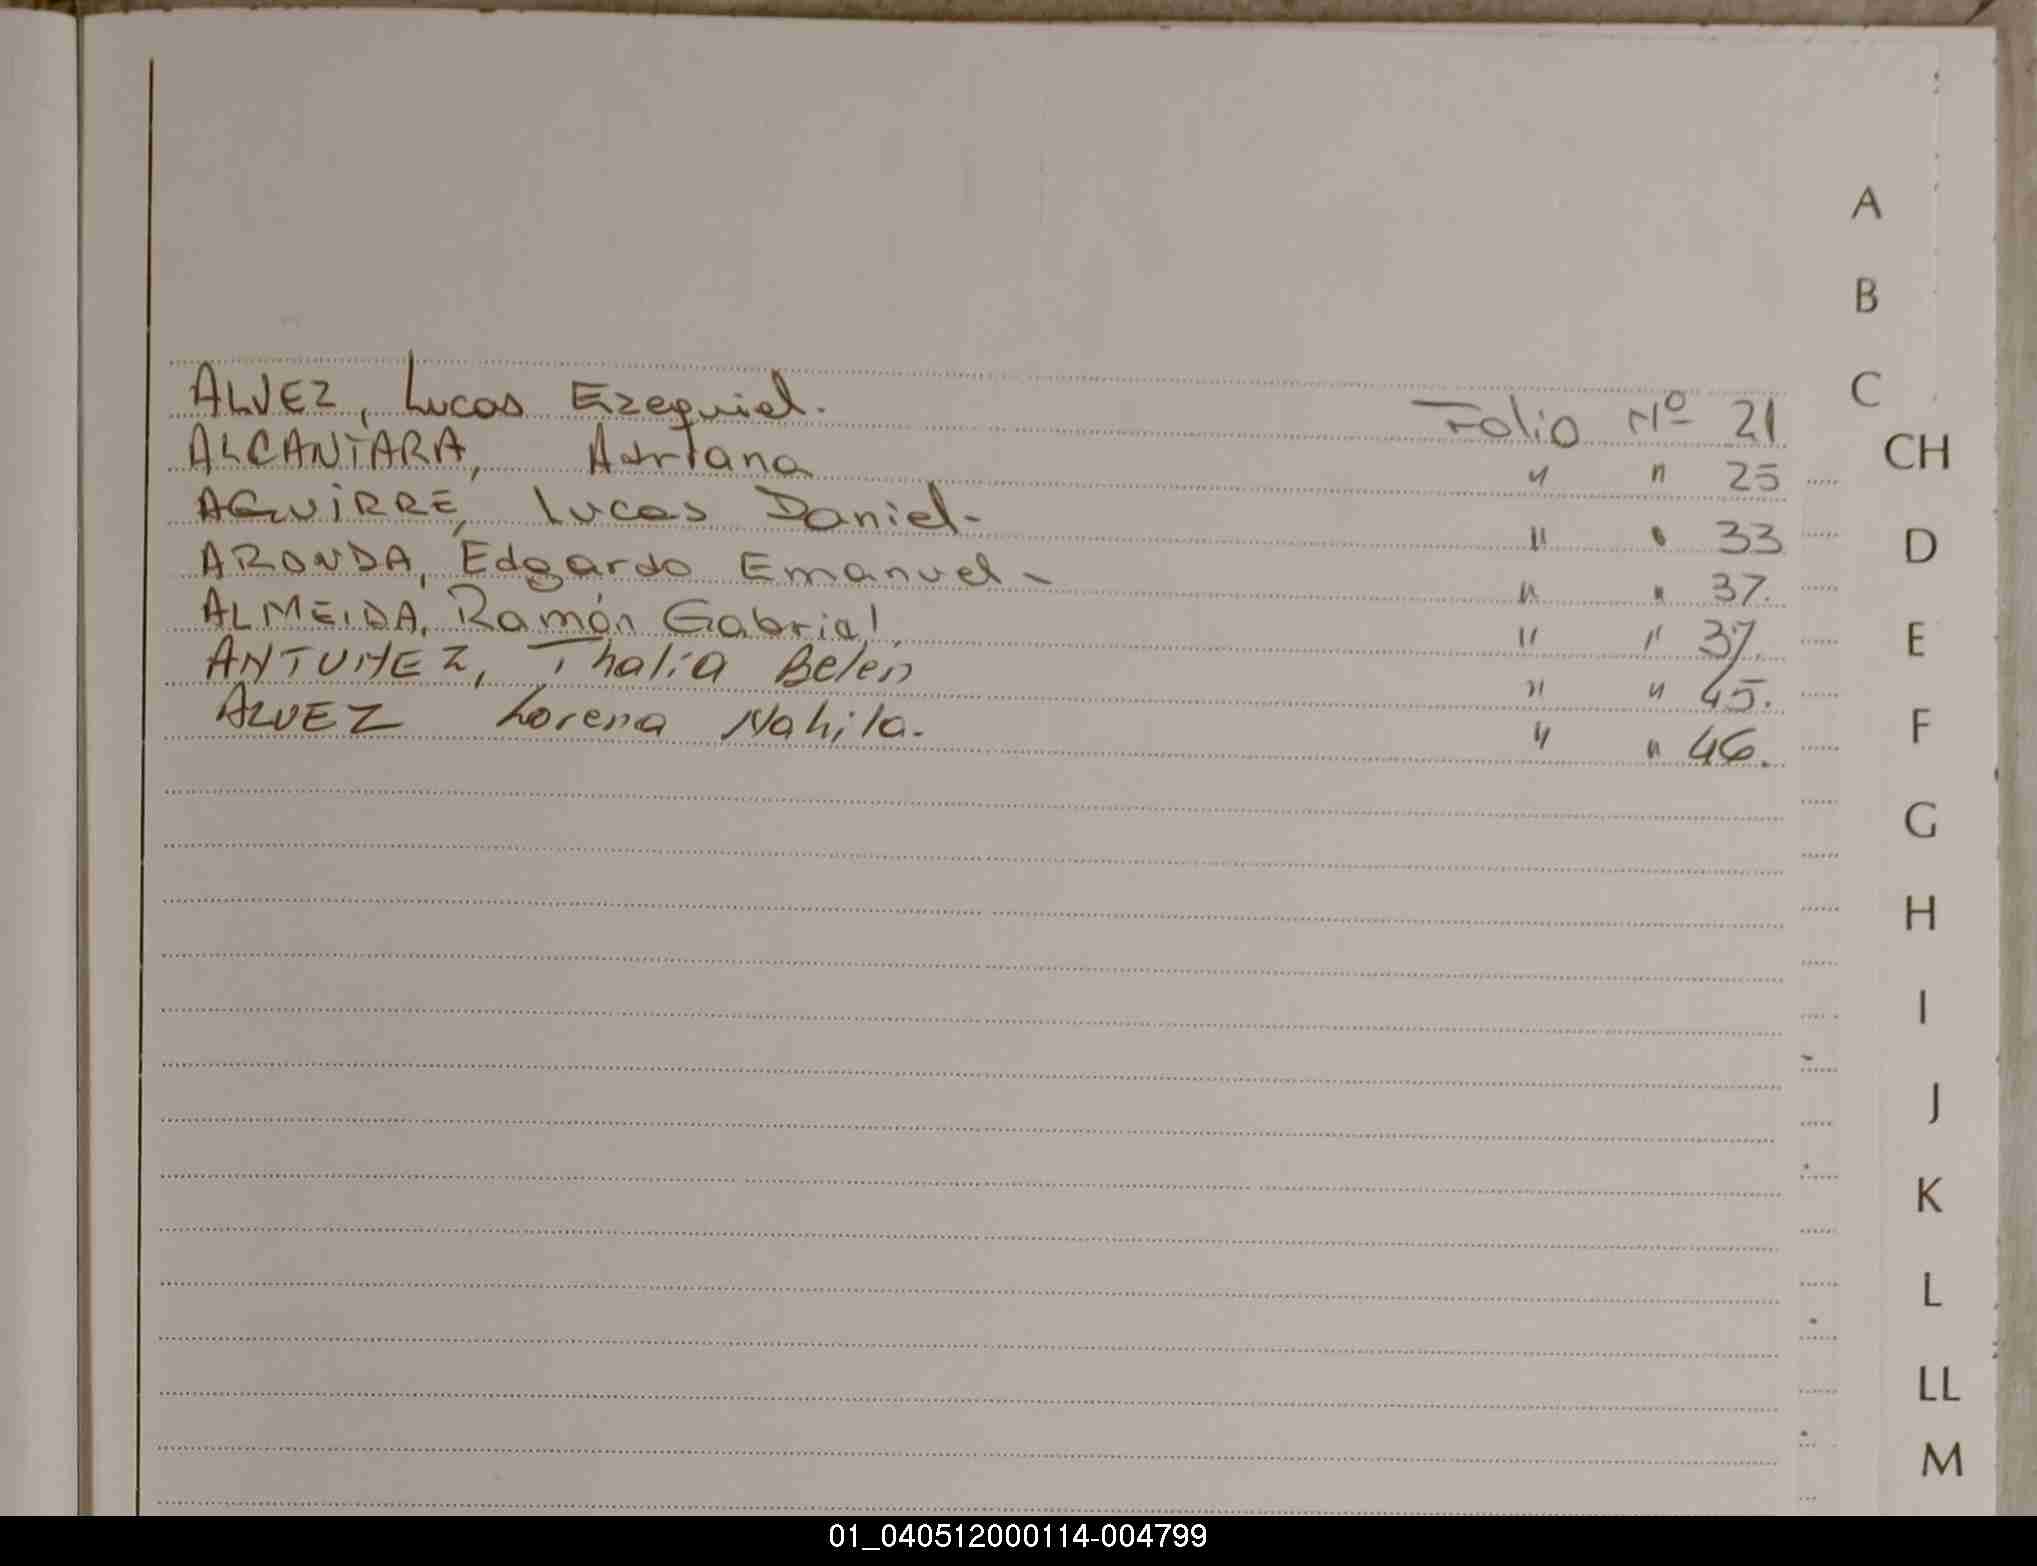 A
B
C
ALVEZ, Lucas Ezequiel. Folio Nº 21
CH
ALCANTARA, Adriana " " 25
AGUIRRE, Lucas Daniel- " " 33
D
ARONDA, Edgardo Emanuel- " " 37.
ALMEIDA, Ramón Gabriel. " " 37.
E
ANTUNEZ, Thalia Belen " " 45.
ALVEZ Lorena Nahila. " " 46.
F
G
H
I
J
K
L
LL
M
01_040512000114-004799